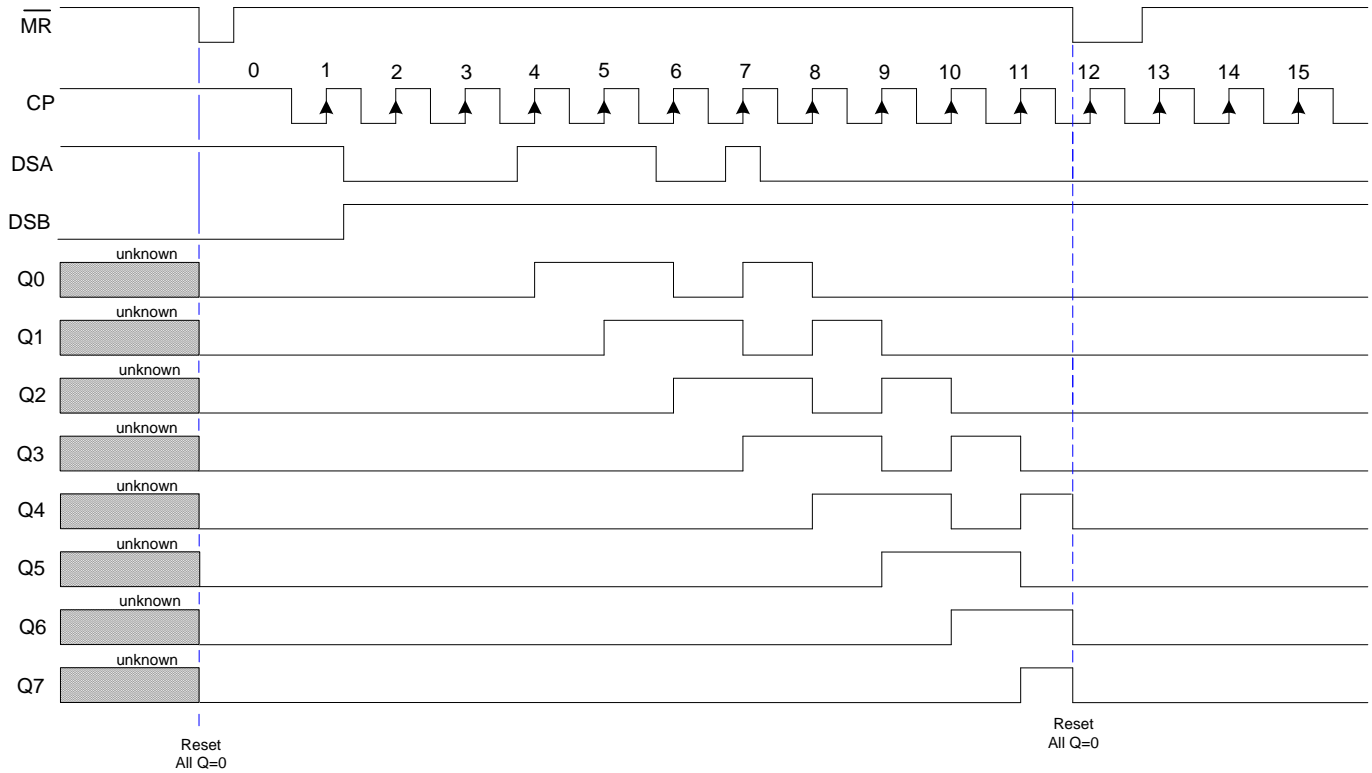 MR
0 1 2 3 4 5 6 7 8 9 10 11 12 13 14 15
CP
DSA
DSB
unknown
Q0
unknown
Q1
unknown
Q2
unknown
Q3
unknown
Q4
unknown
Q5
unknown
Q6
unknown
Q7
Reset
All Q=0
Reset
All Q=0